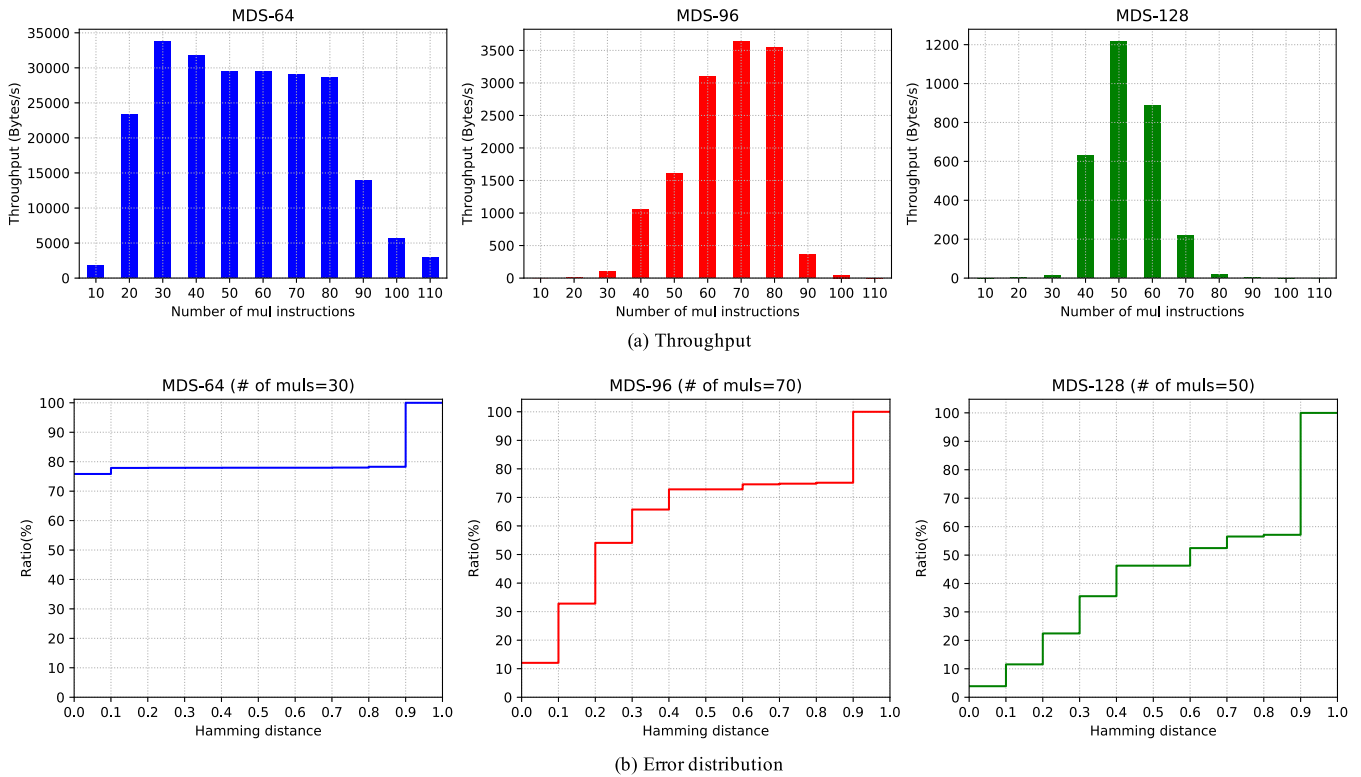 MDS-64
Throughput (Bytes/s)
35000
30000
25000
20000
15000
10000
5000
0
10 20 30 40 50 60 70 80 90 100 110
Number of mul instructions
MDS-96
Throughput (Bytes/s)
3500
3000
2500
2000
1500
1000
500
0
10 20 30 40 50 60 70 80 90 100 110
Number of mul instructions
MDS-128
Throughput (Bytes/s)
1200
1000
800
600
400
200
0
10 20 30 40 50 60 70 80 90 100 110
Number of mul instructions
(a) Throughput
MDS-64 (# of muls=30)
Ratio(%)
100
90
80
70
60
50
40
30
20
10
0
0.0 0.1 0.2 0.3 0.4 0.5 0.6 0.7 0.8 0.9 1.0
Hamming distance
MDS-96 (# of muls=70)
Ratio(%)
100
90
80
70
60
50
40
30
20
10
0
0.0 0.1 0.2 0.3 0.4 0.5 0.6 0.7 0.8 0.9 1.0
Hamming distance
MDS-128 (# of muls=50)
Ratio(%)
100
90
80
70
60
50
40
30
20
10
0
0.0 0.1 0.2 0.3 0.4 0.5 0.6 0.7 0.8 0.9 1.0
Hamming distance
(b) Error distribution